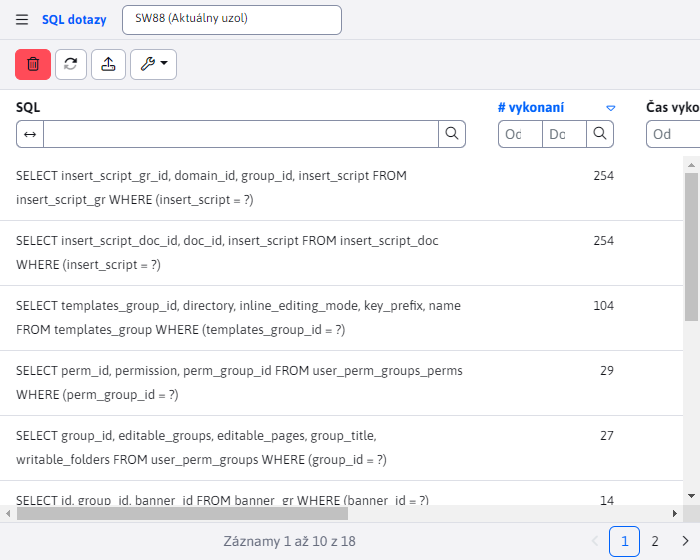 SQL dotazy
SW88 (Aktuálny uzol)
SQL
# vykonaní
Čas vyko
Od
Do
Od
SELECT insert_script_gr_id, domain_id, group_id, insert_script FROM
insert_script_gr WHERE (insert_script = ?)
254
SELECT insert_script_doc_id, doc_id, insert_script FROM insert_script_doc
WHERE (insert_script = ?)
254
SELECT templates_group_id, directory, inline_editing_mode, key_prefix, name
FROM templates_group WHERE (templates_group_id = ?)
104
SELECT perm_id, permission, perm_group_id FROM user_perm_groups_perms
WHERE (perm_group_id = ?)
29
SELECT group_id, editable_groups, editable_pages, group_title,
writable_folders FROM user_perm_groups WHERE (group_id = ?)
27
SELECT id, group_id, banner_id FROM banner_gr WHERE (banner_id = ?)
14
Záznamy 1 až 10 z 18
1
2